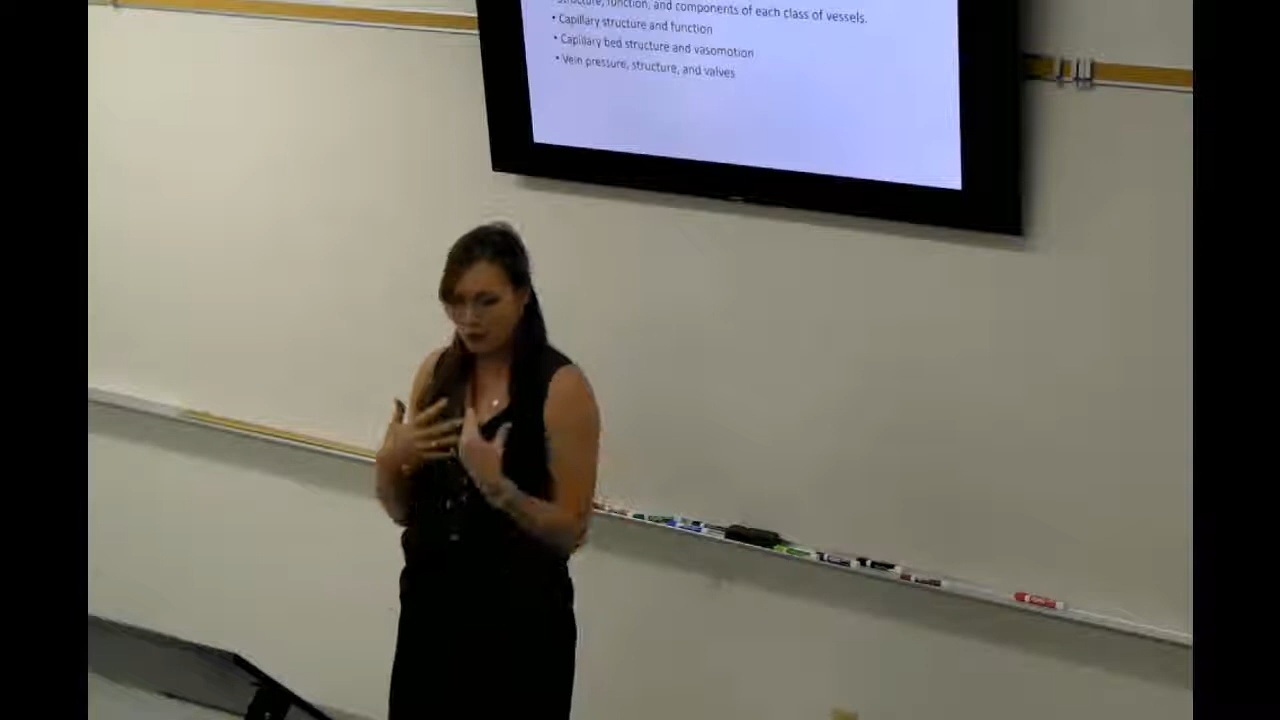 structure, function, and components of each class of vessels.
• Capillary structure and function
• Capillary bed structure and vasomotion
• Vein pressure, structure, and valves